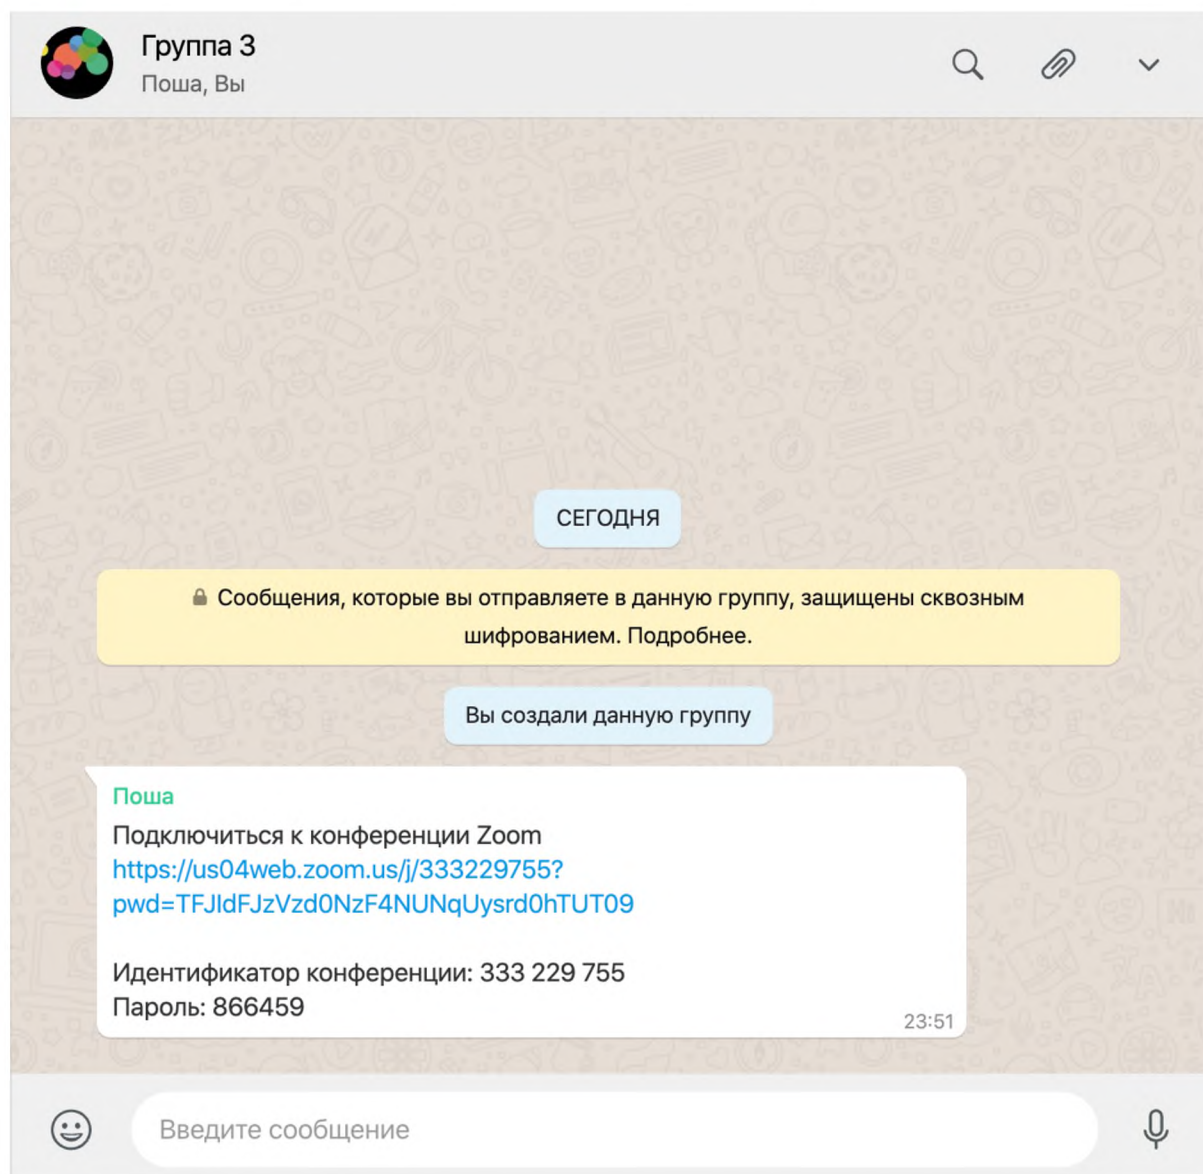 Группа 3
Поша, Вы
СЕГОДНЯ
Сообщения, которые вы отправляете в данную группу, защищены сквозным
шифрованием. Подробнее.
Вы создали данную группу
Поша
Подключиться к конференции Zoom
https://us04web.zoom.us/j/333229755?
pwd=TFJIdFJzVzd0NzF4NUNqUysrd0hTUT09
Идентификатор конференции: 333 229 755
Пароль: 866459
23:51
Введите сообщение